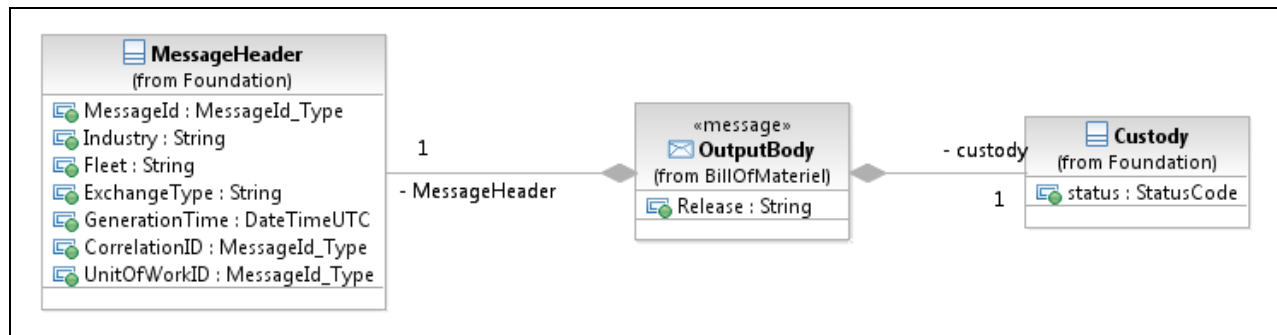 MessageHeader
(from Foundation)
MessageId : MessageId_Type
Industry : String
Fleet : String
ExchangeType : String
GenerationTime : DateTimeUTC
CorrelationID : MessageId_Type
UnitOfWorkID : MessageId_Type
1
- MessageHeader
«message»
OutputBody
(from BillOfMateriel)
Release : String
- custody
1
Custody
(from Foundation)
status : StatusCode